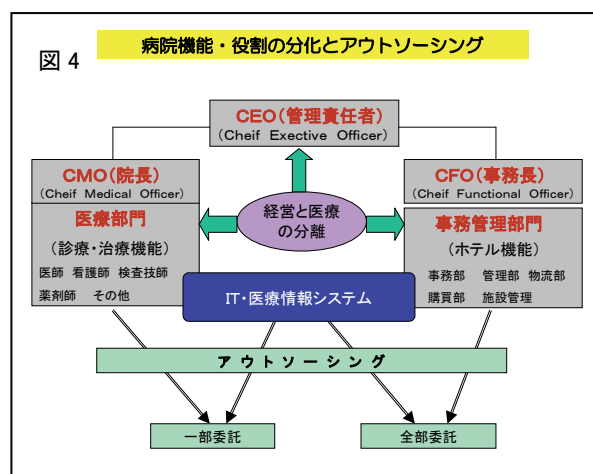 図 4
病院機能・役割の分化とアウトソーシング
CEO(管理責任者)
(Cheif Exective Officer)
CMO(院長)
(Cheif Medical Officer)
CFO(事務長)
(Cheif Functional Officer)
経営と医療
の分離
医療部門
(診療・治療機能)
医師 看護師 検査技師
薬剤師 その他
事務管理部門
(ホテル機能)
事務部 管理部 物流部
購買部 施設管理
IT・医療情報システム
アウトソーシング
一部委託
全部委託